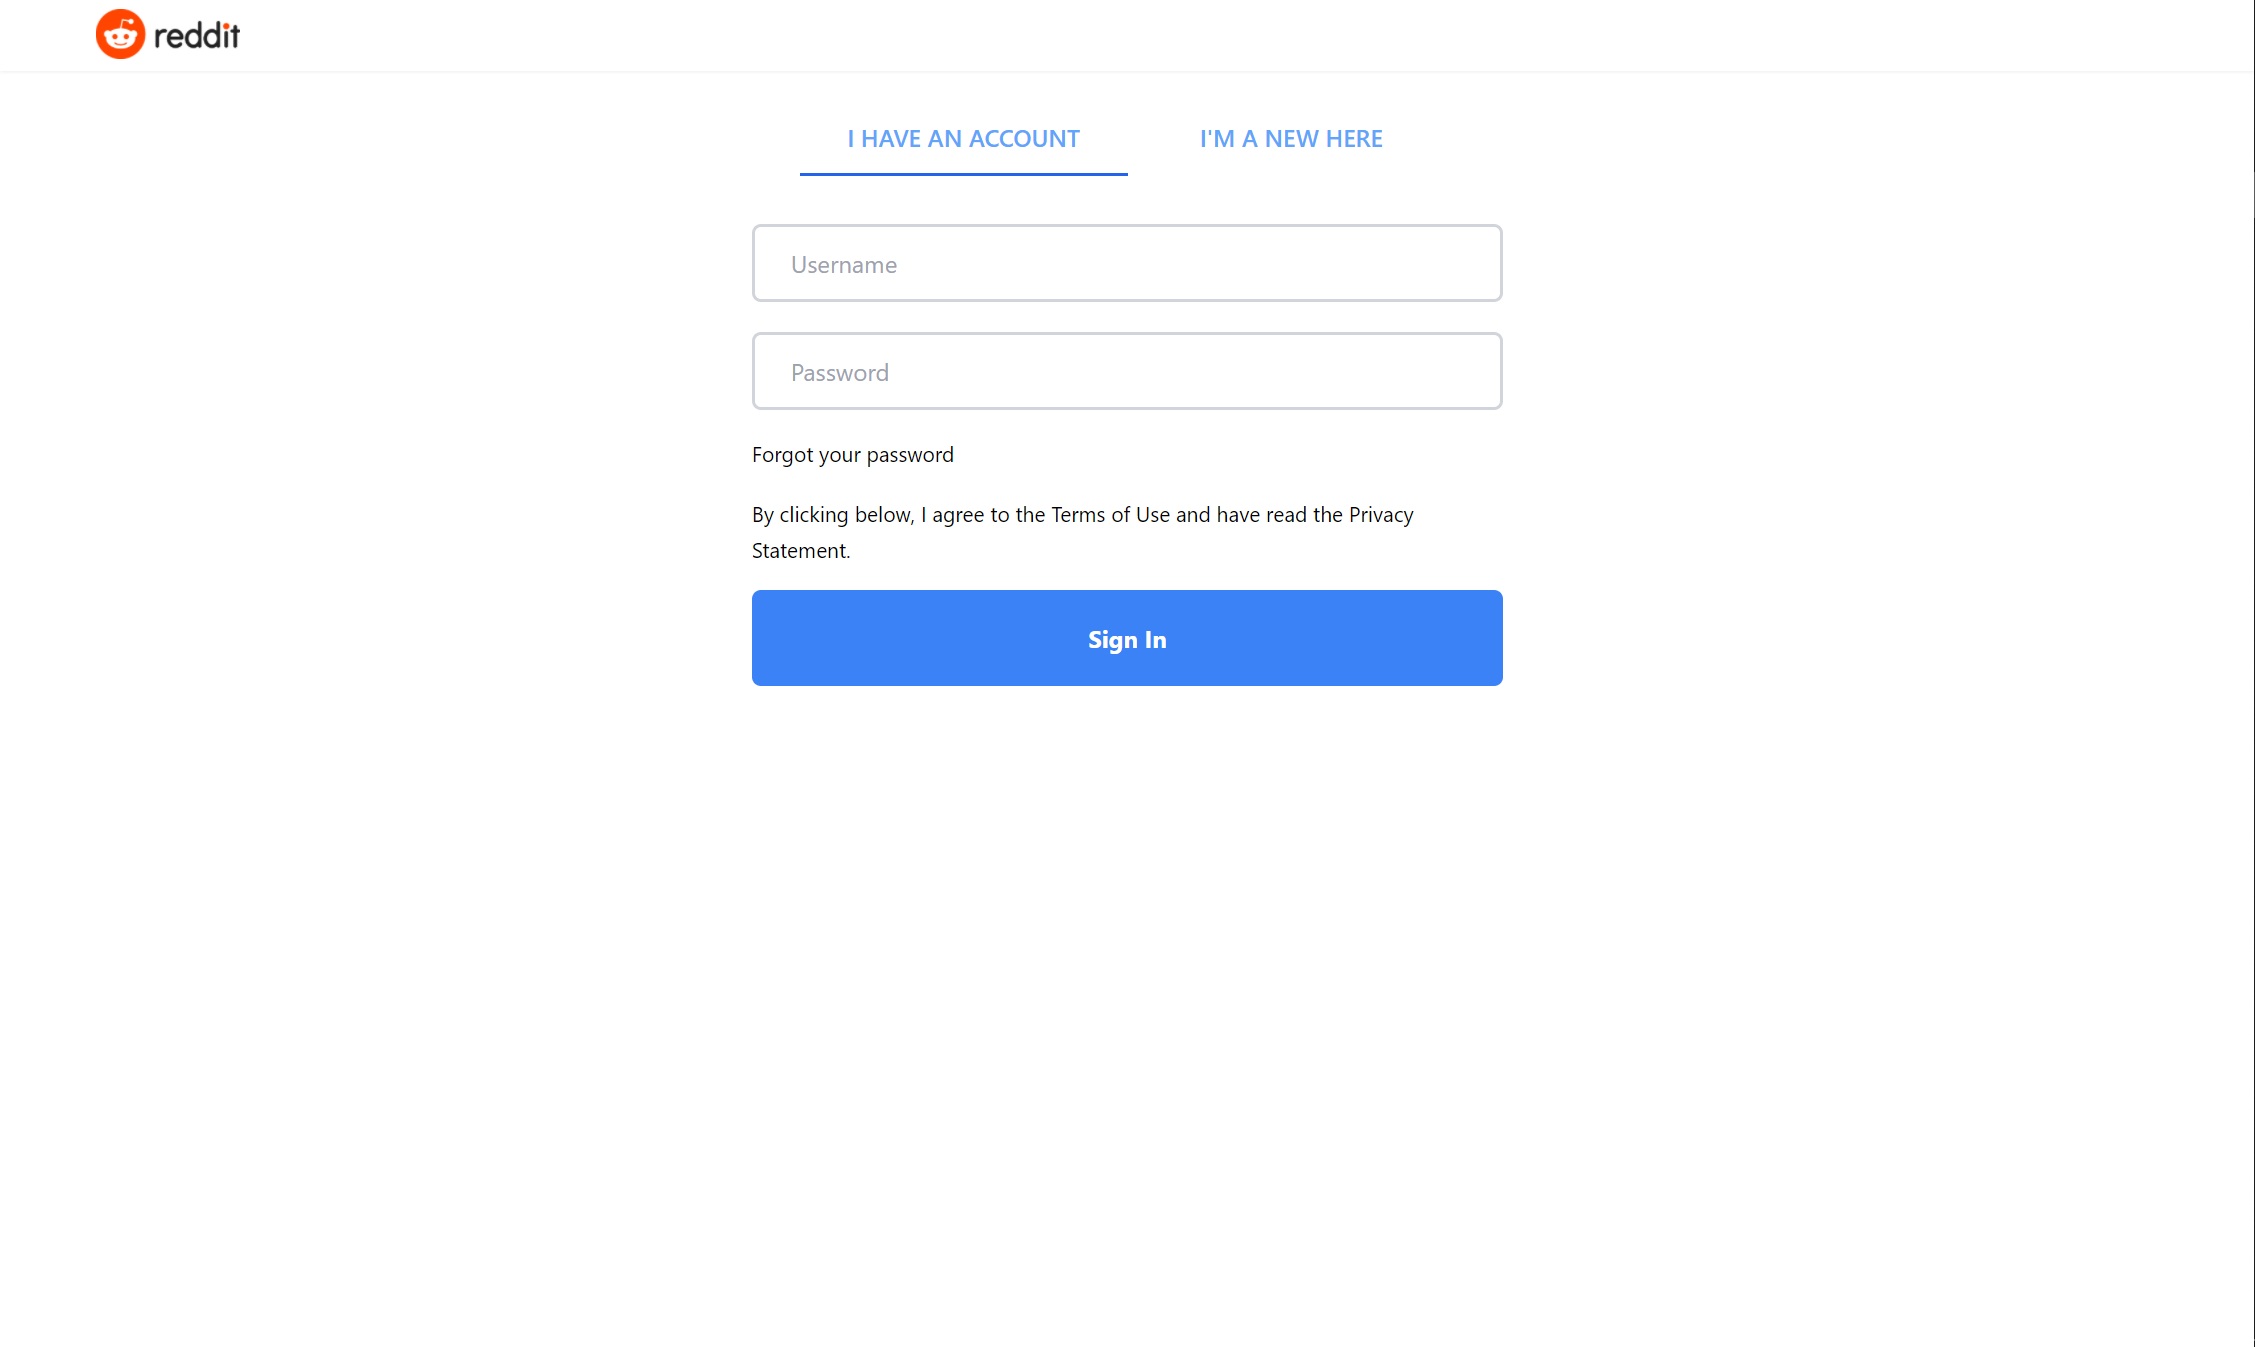 reddit
I HAVE AN ACCOUNT
I'M A NEW HERE
Username
Password
Forgot your password
By clicking below, I agree to the Terms of Use and have read the Privacy
Statement.
Sign In